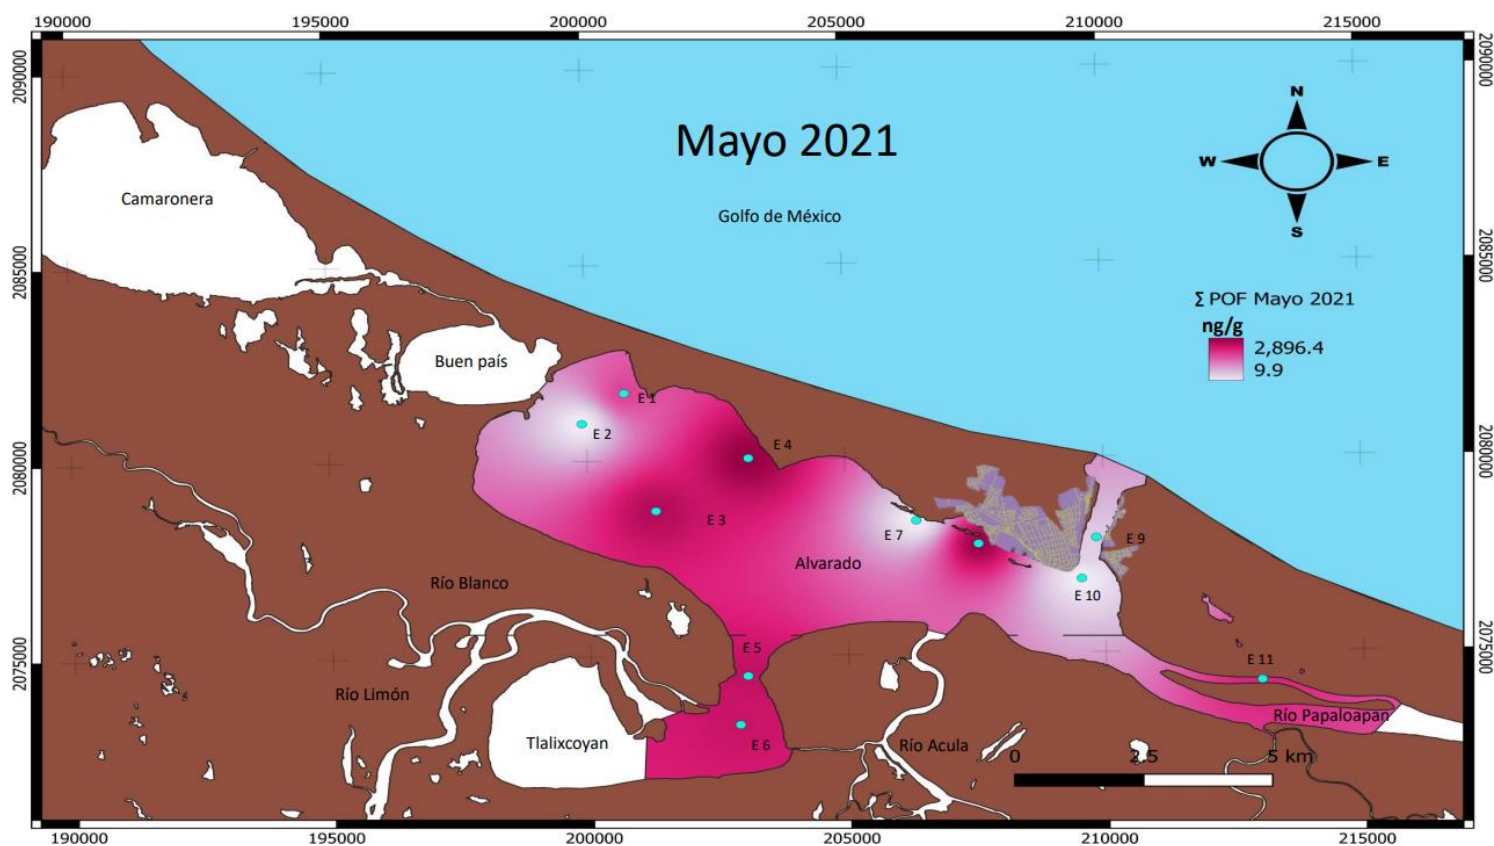 190000 195000 200000 205000 210000 215000
2090000
2090000
Mayo 2021
N
W E
S
Camaronera
Golfo de México
2085000
2085000
∑ POF Mayo 2021
ng/g
2,896.4
9.9
Buen país
E 1
E 2
E 4
2080000
2080000
E 3
E 7
E 9
Alvarado
Río Blanco
E 10
2075000
2075000
E 5
E 11
Río Limón
Río Papaloapan
Tlalixcoyan
E 6
Río Acula
0 2.5 5 km
190000 195000 200000 205000 210000 215000